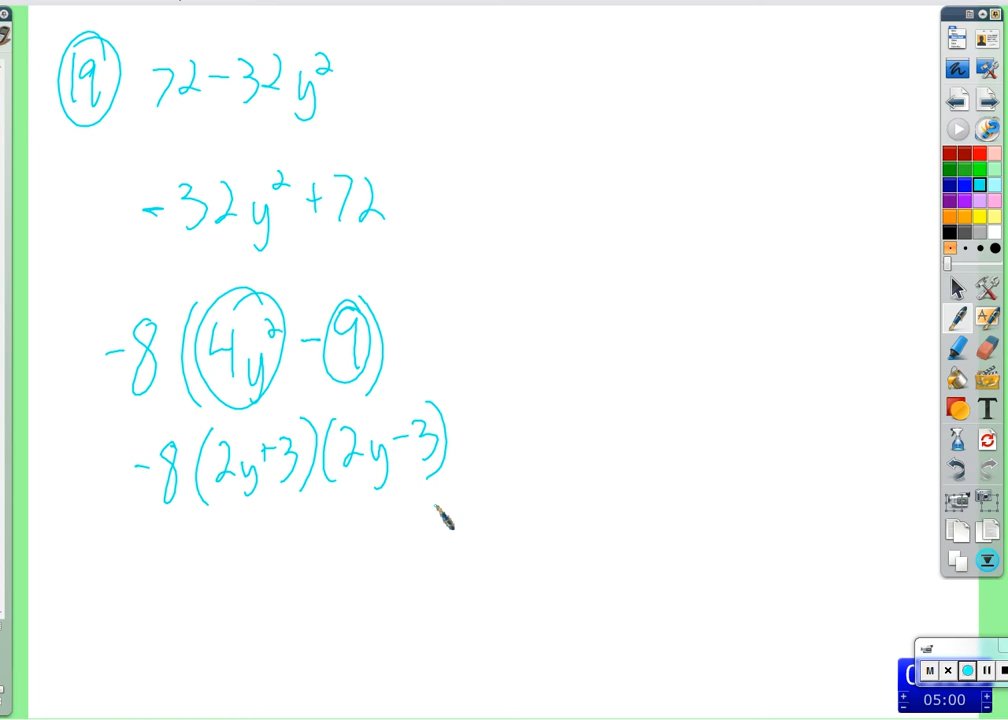 19 72-32y²
-32y²+72
-8(4y²-9)
-8(2y+3)(2y-3)
T
M
05:00